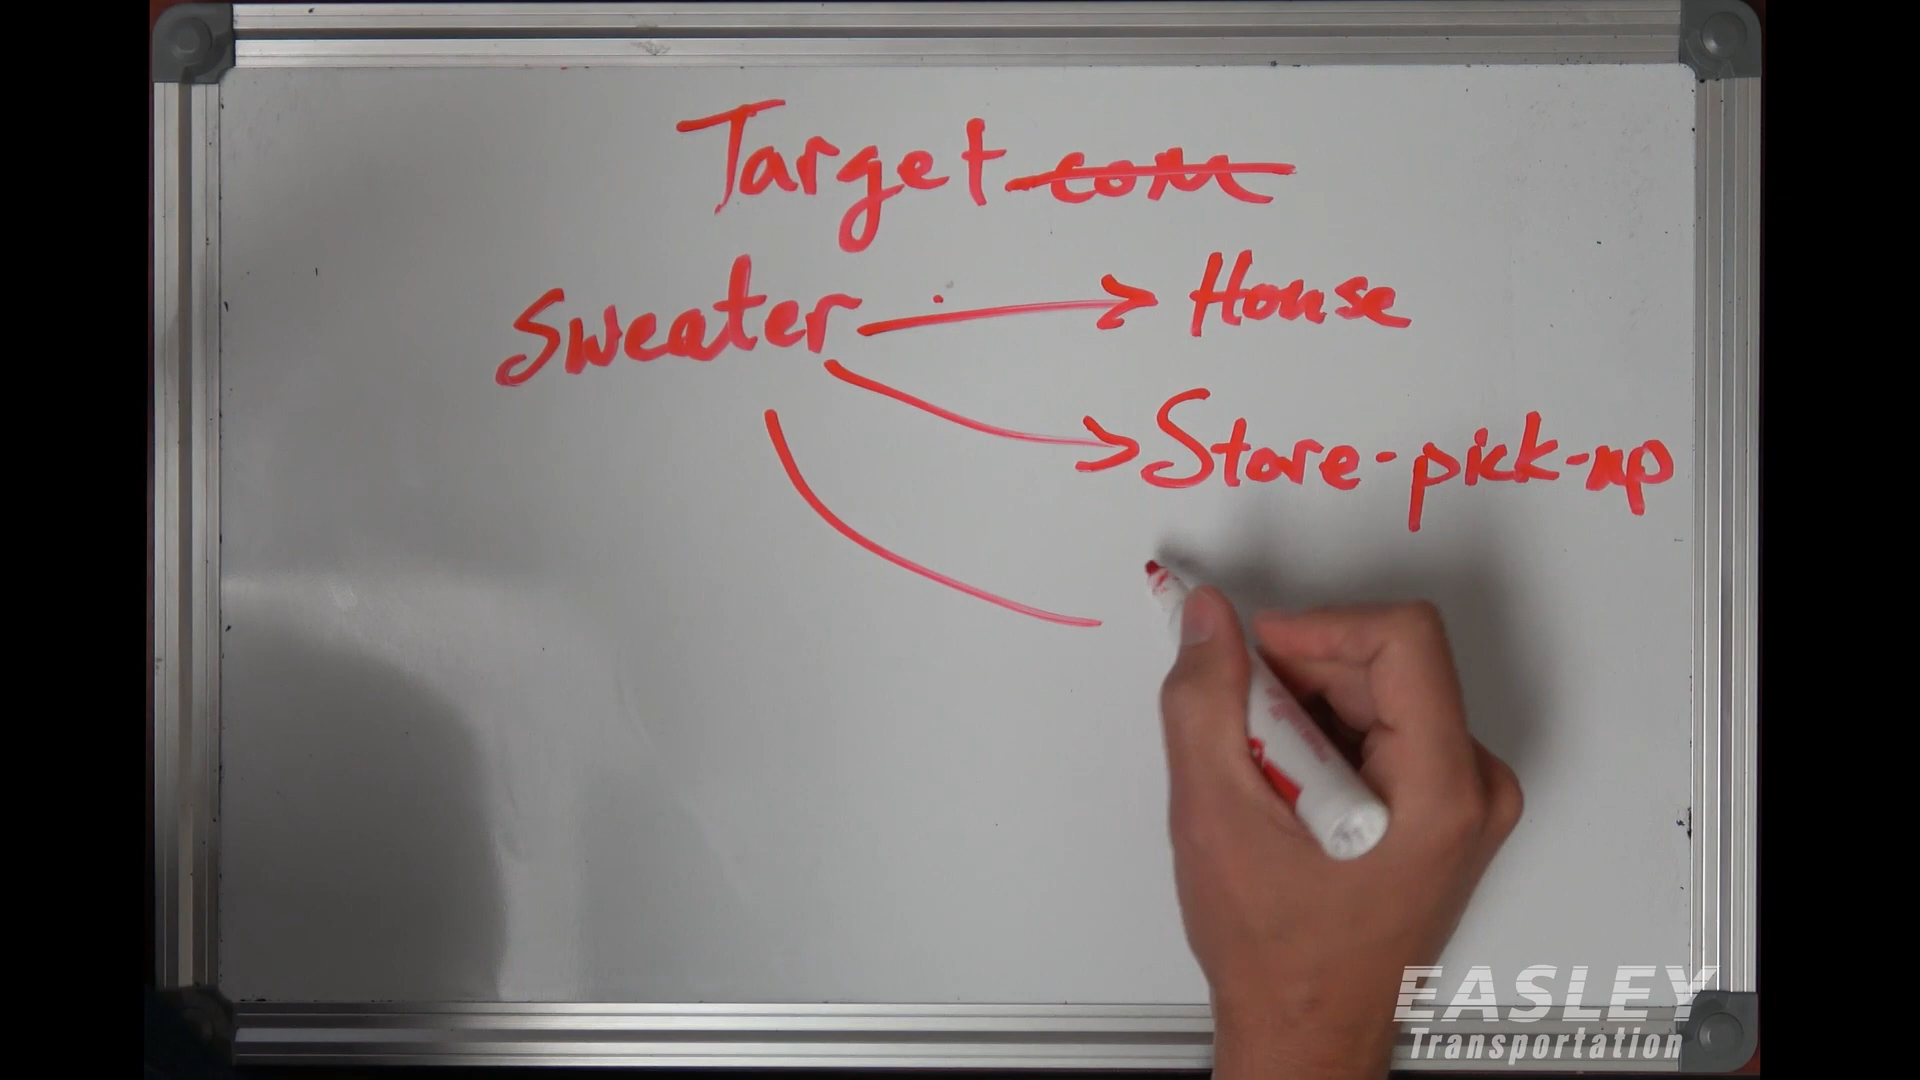 Target com
Sweater → House
→ Store-pick-up
EASLEY
Transportation